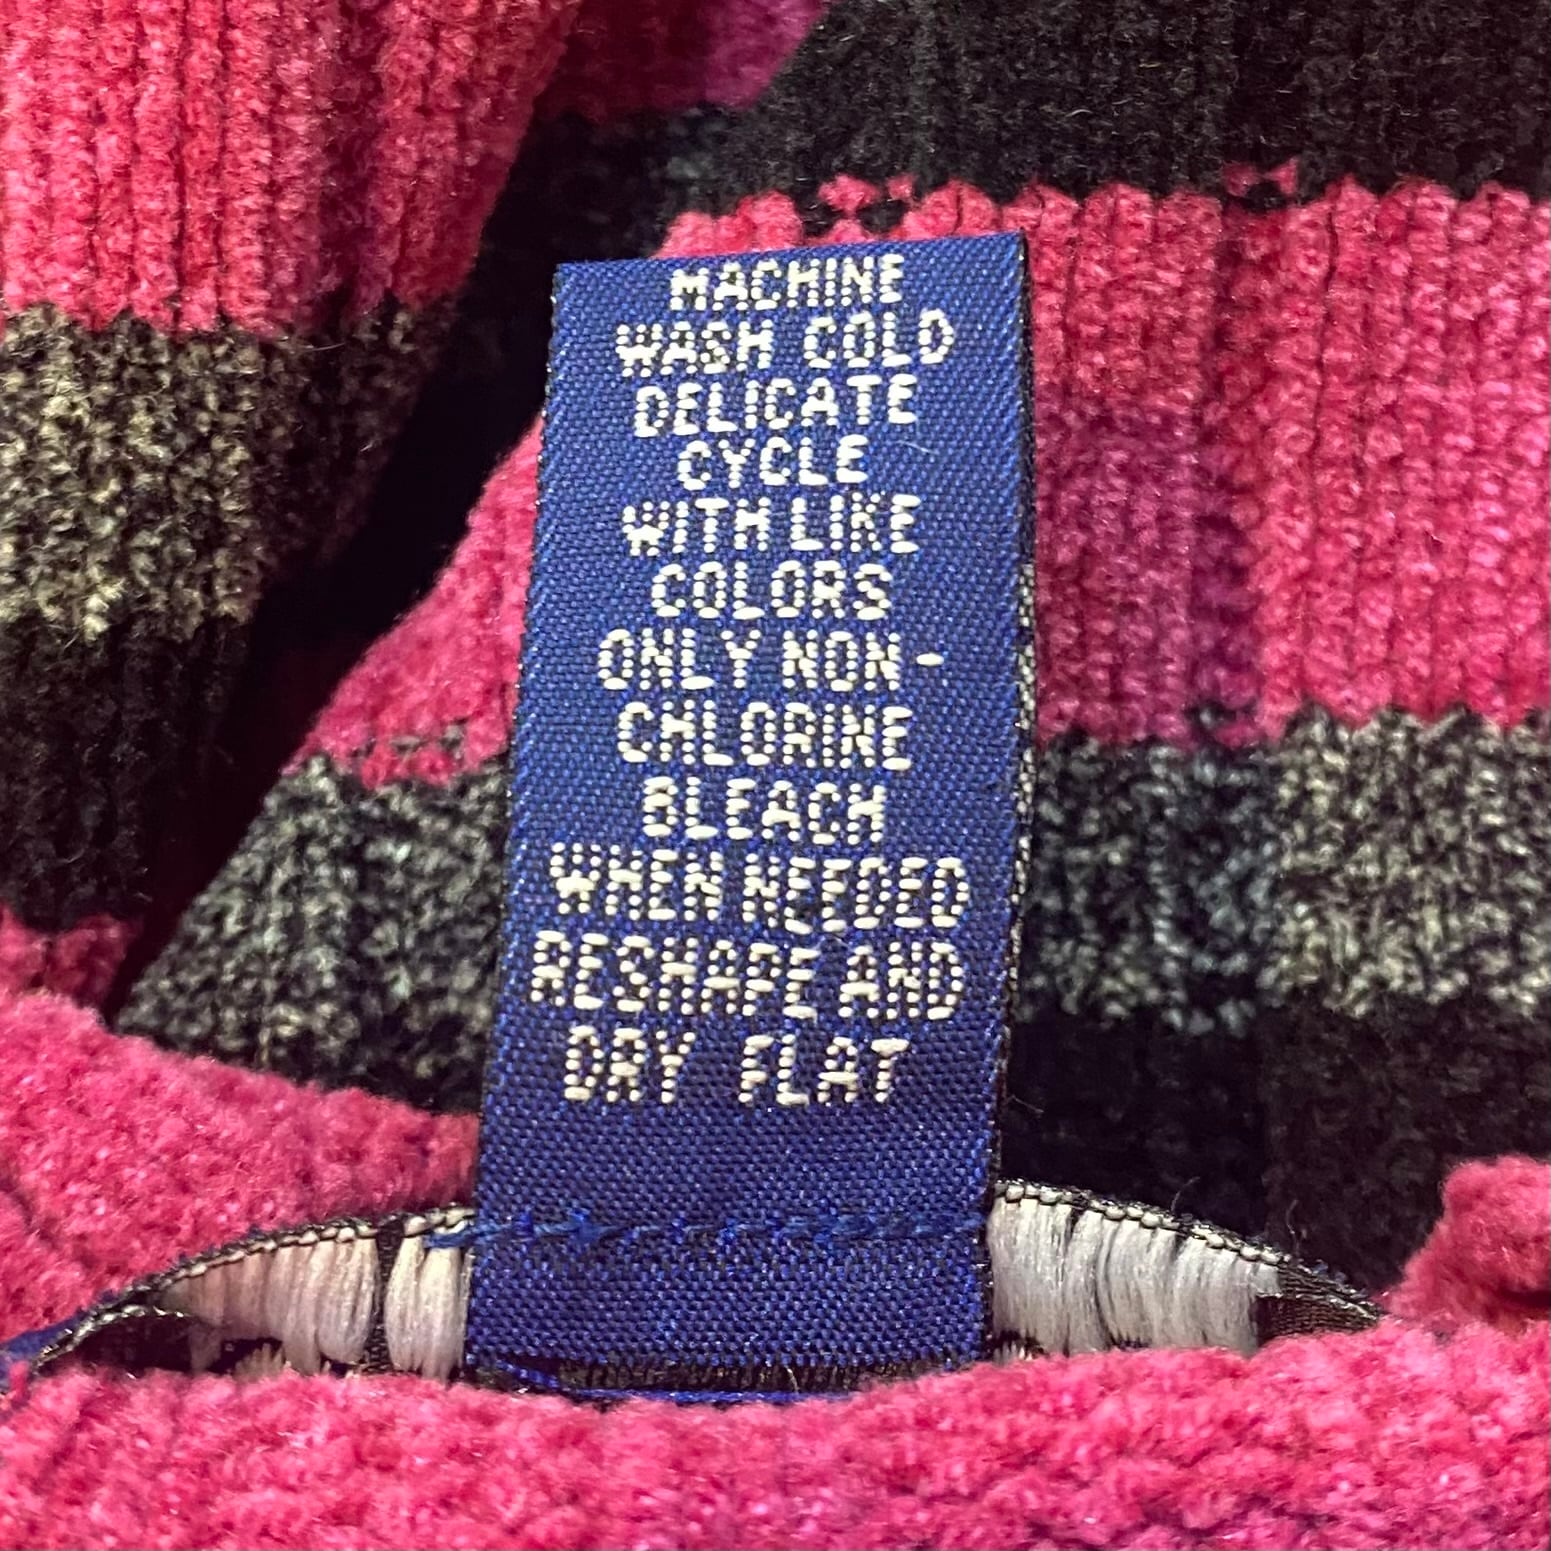 MACHINE
WASH COLD
DELICATE
CYCLE
WITH LIKE
COLORS
ONLY NON-
CHLORINE
BLEACH
WHEN NEEDED
RESHAPE AND
DRY FLAT